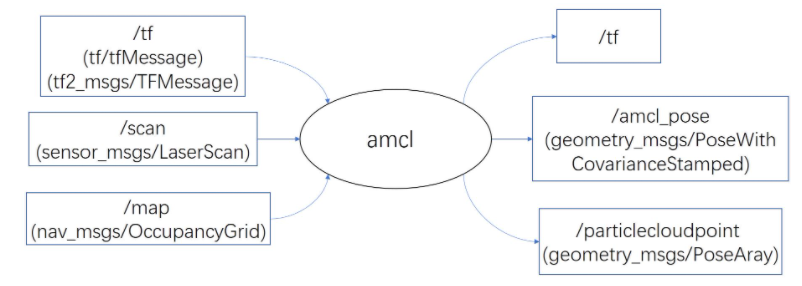 /tf
(tf/tfMessage)
(tf2_msgs/TFMessage)
/scan
(sensor_msgs/LaserScan)
/map
(nav_msgs/OccupancyGrid)
amcl
/tf
/amcl_pose
(geometry_msgs/PoseWith
CovarianceStamped)
/particlecloudpoint
(geometry_msgs/PoseAray)